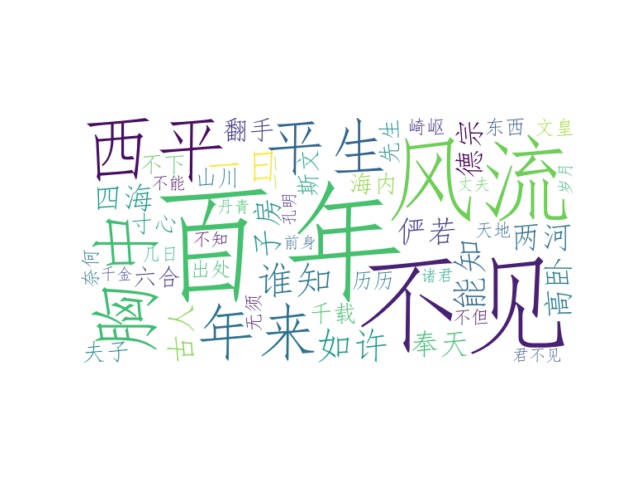 西平
翻手
平生
崎岖
先生
德宗
东西
文皇
不下
一旦
斯文
风流
不能
山川
海内
丈夫
岁月
四海
百年
丹青
孔明
寸心
子房
俨若
天地
两河
胸中
不知
前身
不见
几日
谁知
能知
高卧
奈何
千金
六合
出处
历历
诸君
古人
年来
无须
千载
不但
夫子
如许
奉天
君不见